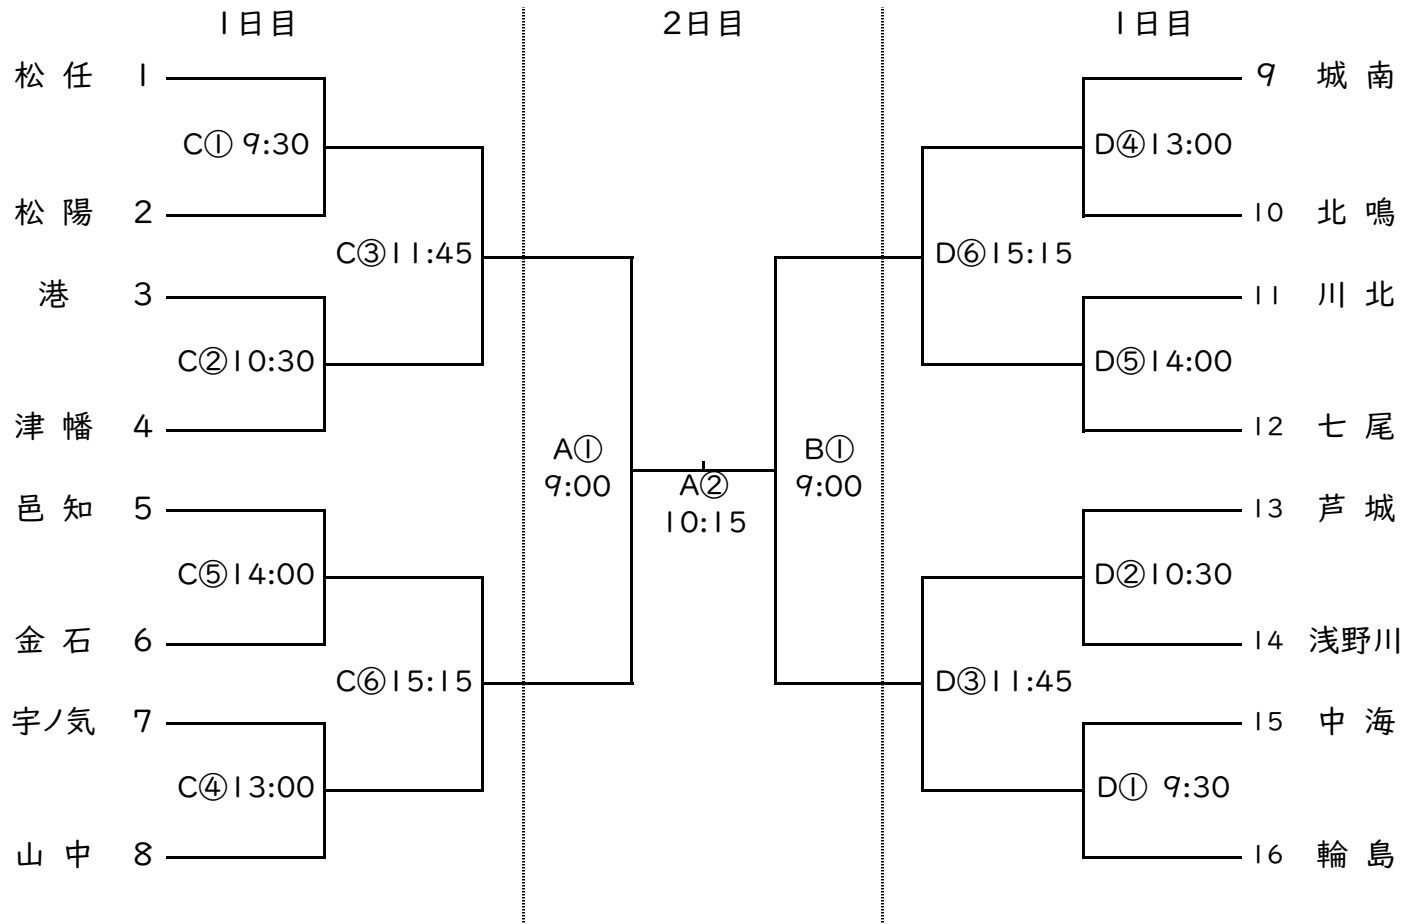 1日目 2日目 1日目
松任 1 9 城南
C① 9:30 D④13:00
松陽 2 10 北鳴
C③11:45 D⑥15:15
港 3 11 川北
C②10:30 D⑤14:00
津幡 4 12 七尾
A① B①
9:00 A② 9:00
10:15
邑知 5 13 芦城
C⑤14:00 D②10:30
金石 6 14 浅野川
C⑥15:15 D③11:45
宇ノ気 7 15 中海
C④13:00 D① 9:30
山中 8 16 輪島